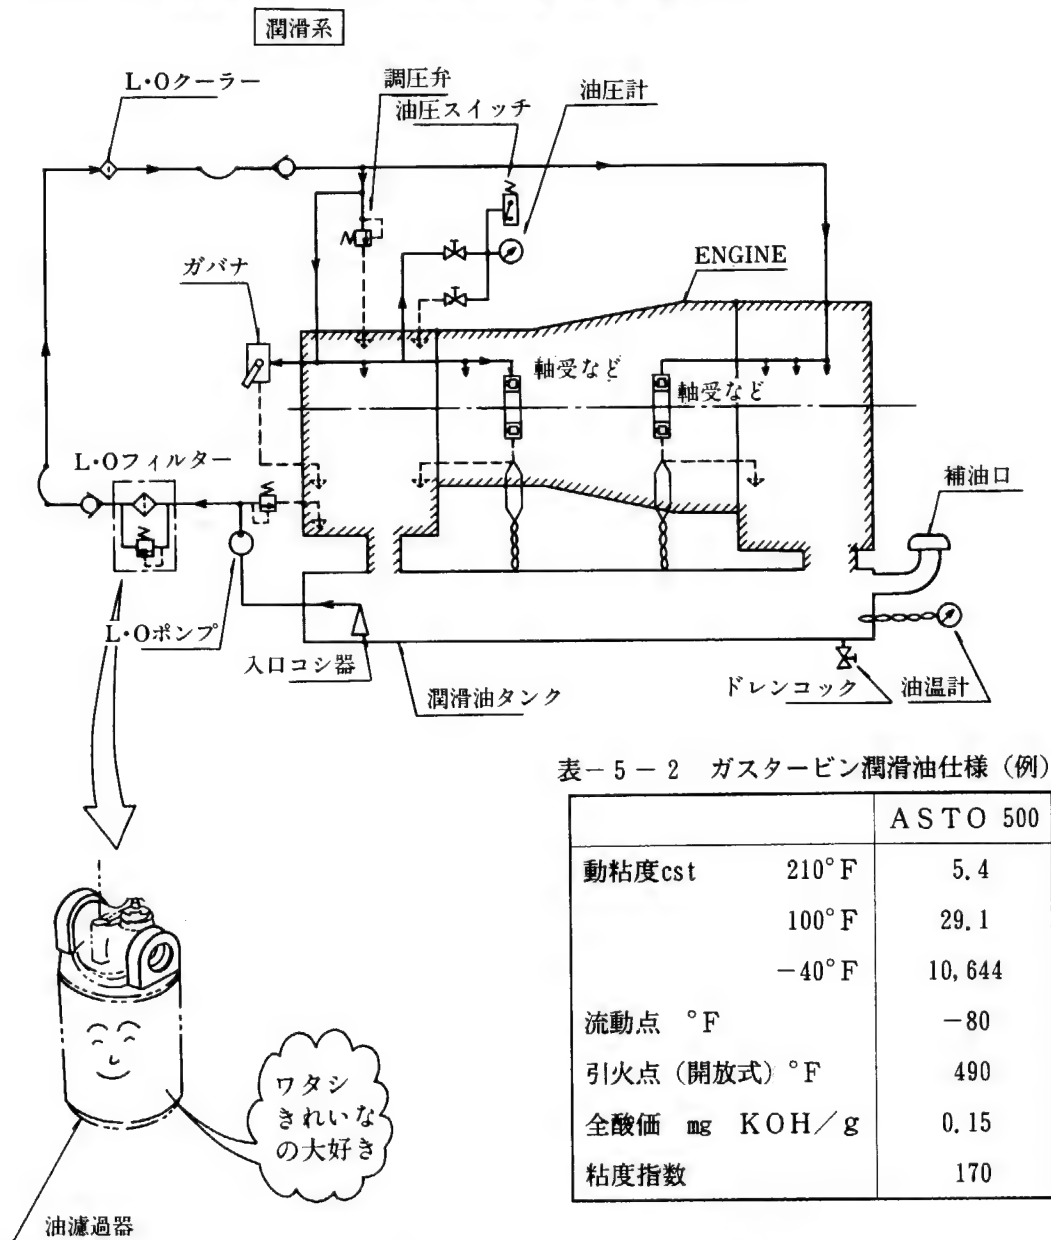 潤滑系
L・Oクーラー
調圧弁
油圧スイッチ
油圧計
ガバナ
ENGINE
軸受など
軸受など
L・Oフィルター
補油口
L・Oポンプ
入口コシ器
潤滑油タンク
ドレンコック
油温計
表-5-2 ガスタービン潤滑油仕様(例)
ASTO 500
動粘度cst 210°F 5.4
100°F 29.1
-40°F 10,644
流動点 °F -80
引火点(開放式)°F 490
全酸価 mg KOH/g 0.15
粘度指数 170
ワタシ
きれいな
の大好き
油濾過器